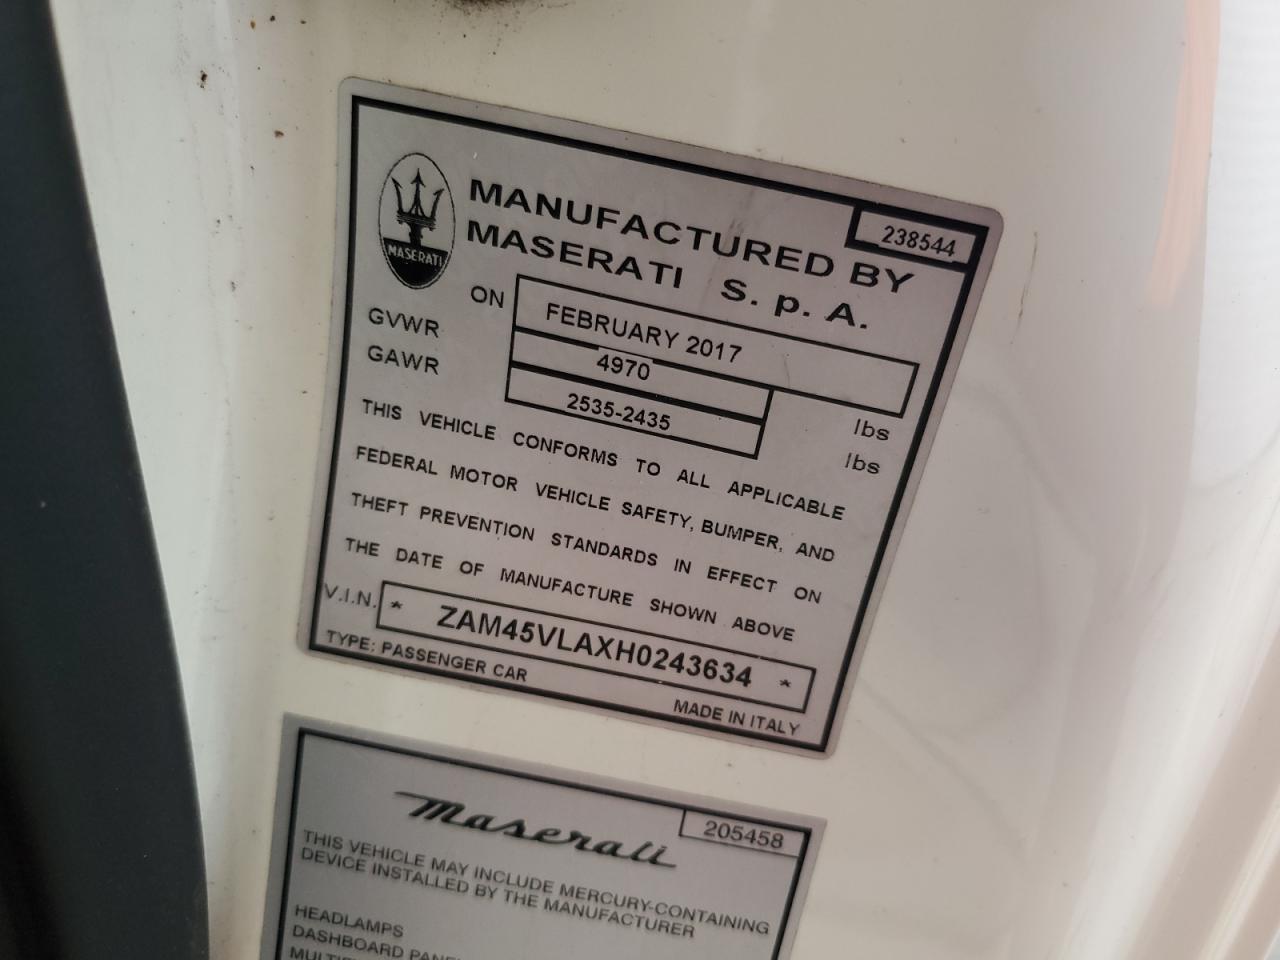 238544
MASERATI
MANUFACTURED BY
MASERATI S. p. A.
ON FEBRUARY 2017
GVWR 4970 lbs
GAWR 2535-2435 lbs
THIS VEHICLE CONFORMS TO ALL APPLICABLE
FEDERAL MOTOR VEHICLE SAFETY, BUMPER, AND
THEFT PREVENTION STANDARDS IN EFFECT ON
THE DATE OF MANUFACTURE SHOWN ABOVE
V.I.N. * ZAM45VLAXH0243634 *
TYPE: PASSENGER CAR
MADE IN ITALY
Maserati
205458
THIS VEHICLE MAY INCLUDE MERCURY-CONTAINING
DEVICE INSTALLED BY THE MANUFACTURER
HEADLAMPS
DASHBOARD